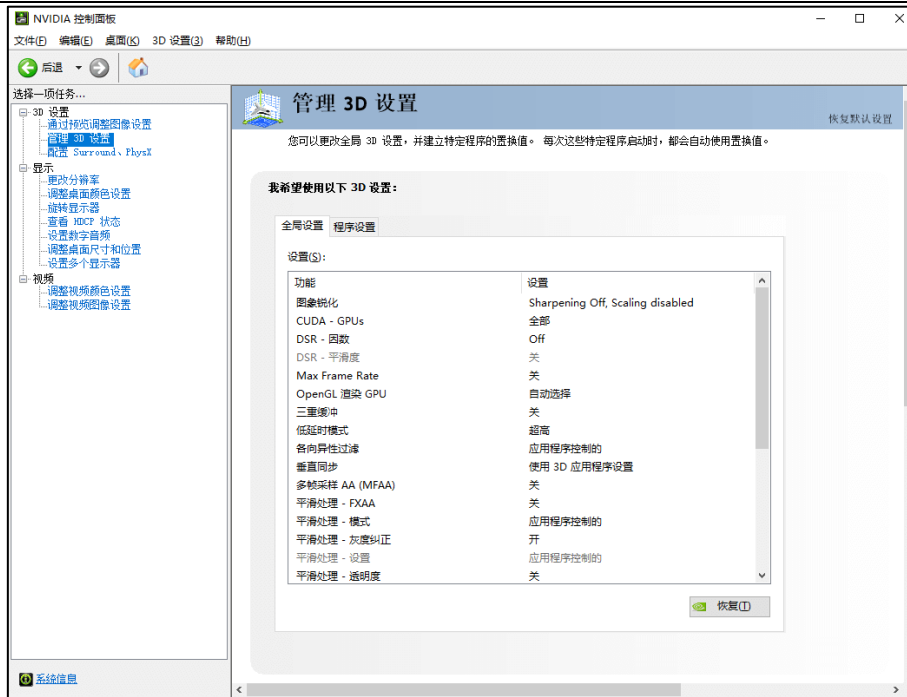 NVIDIA 控制面板
文件(F) 编辑(E) 桌面(K) 3D 设置(3) 帮助(H)
后退
选择一项任务...
3D 设置
通过预览调整图像设置
管理 3D 设置
配置 Surround、PhysX
显示
更改分辨率
调整桌面颜色设置
旋转显示器
查看 HDCP 状态
设置数字音频
调整桌面尺寸和位置
设置多个显示器
视频
调整视频颜色设置
调整视频图像设置
系统信息
管理 3D 设置
恢复默认设置
您可以更改全局 3D 设置，并建立特定程序的置换值。 每次这些特定程序启动时，都会自动使用置换值。
我希望使用以下 3D 设置：
全局设置 程序设置
设置(S):
功能 设置
图象锐化 Sharpening Off, Scaling disabled
CUDA - GPUs 全部
DSR - 因数 Off
DSR - 平滑度 关
Max Frame Rate 关
OpenGL 渲染 GPU 自动选择
三重缓冲 关
低延时模式 超高
各向异性过滤 应用程序控制的
垂直同步 使用 3D 应用程序设置
多帧采样 AA (MFAA) 关
平滑处理 - FXAA 关
平滑处理 - 模式 应用程序控制的
平滑处理 - 灰度纠正 开
平滑处理 - 设置 应用程序控制的
平滑处理 - 透明度 关
恢复(T)